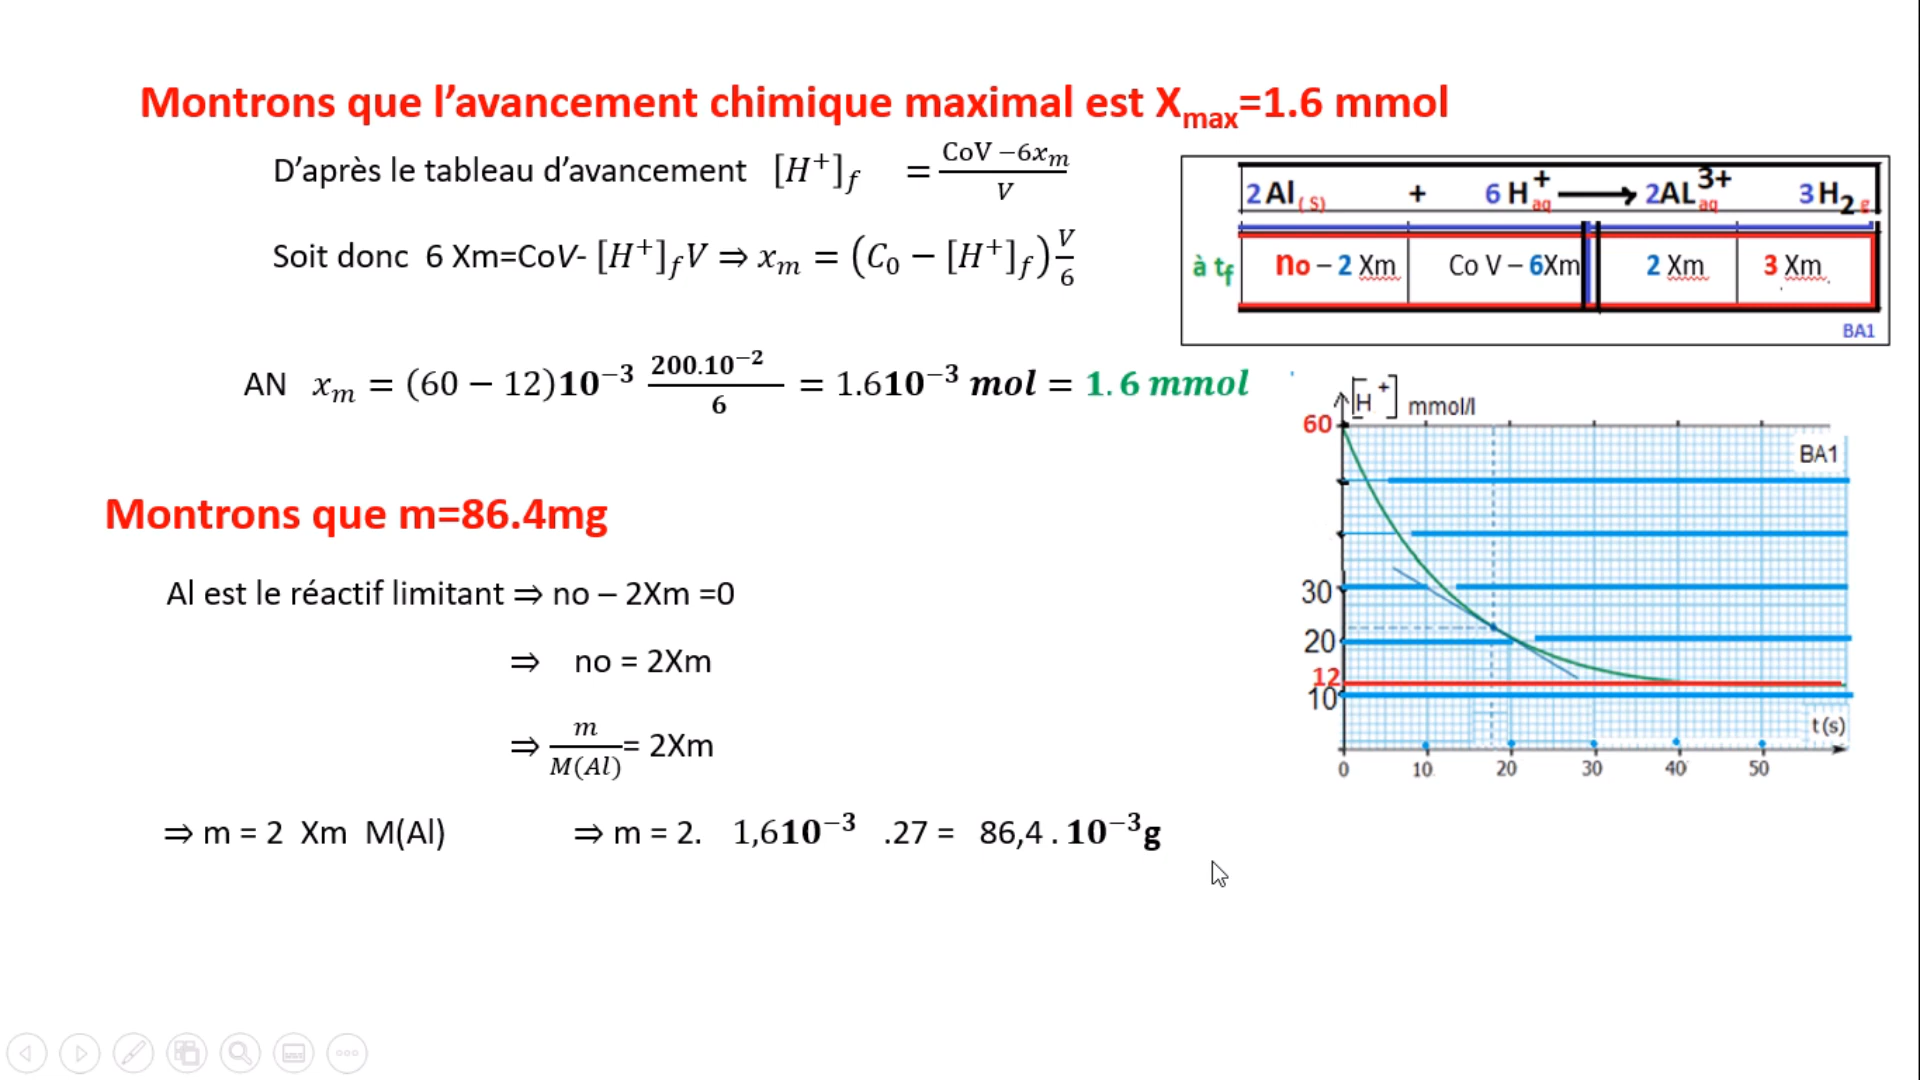 Montrons que l’avancement chimique maximal est Xmax=1.6 mmol
D’après le tableau d’avancement [H⁺]f = (CoV −6xm)/V
Soit donc 6 Xm=CoV- [H⁺]fV ⇒ xm = (C₀ − [H⁺]f) V/6
AN xm = (60 − 12)10⁻³ 200.10⁻²/6 = 1.610⁻³ mol = 1.6 mmol
2 Al (S) + 6 H⁺aq → 2AL³⁺aq 3 H₂ g
à tf no – 2 Xm Co V – 6Xm 2 Xm 3 Xm
BA1
Montrons que m=86.4mg
Al est le réactif limitant ⇒ no – 2Xm =0
⇒ no = 2Xm
⇒ m/M(Al) = 2Xm
⇒ m = 2 Xm M(Al) ⇒ m = 2. 1,610⁻³ .27 = 86,4 . 10⁻³g
[H⁺] mmol/l
60
BA1
30
20
12
10
t(s)
0 10 20 30 40 50